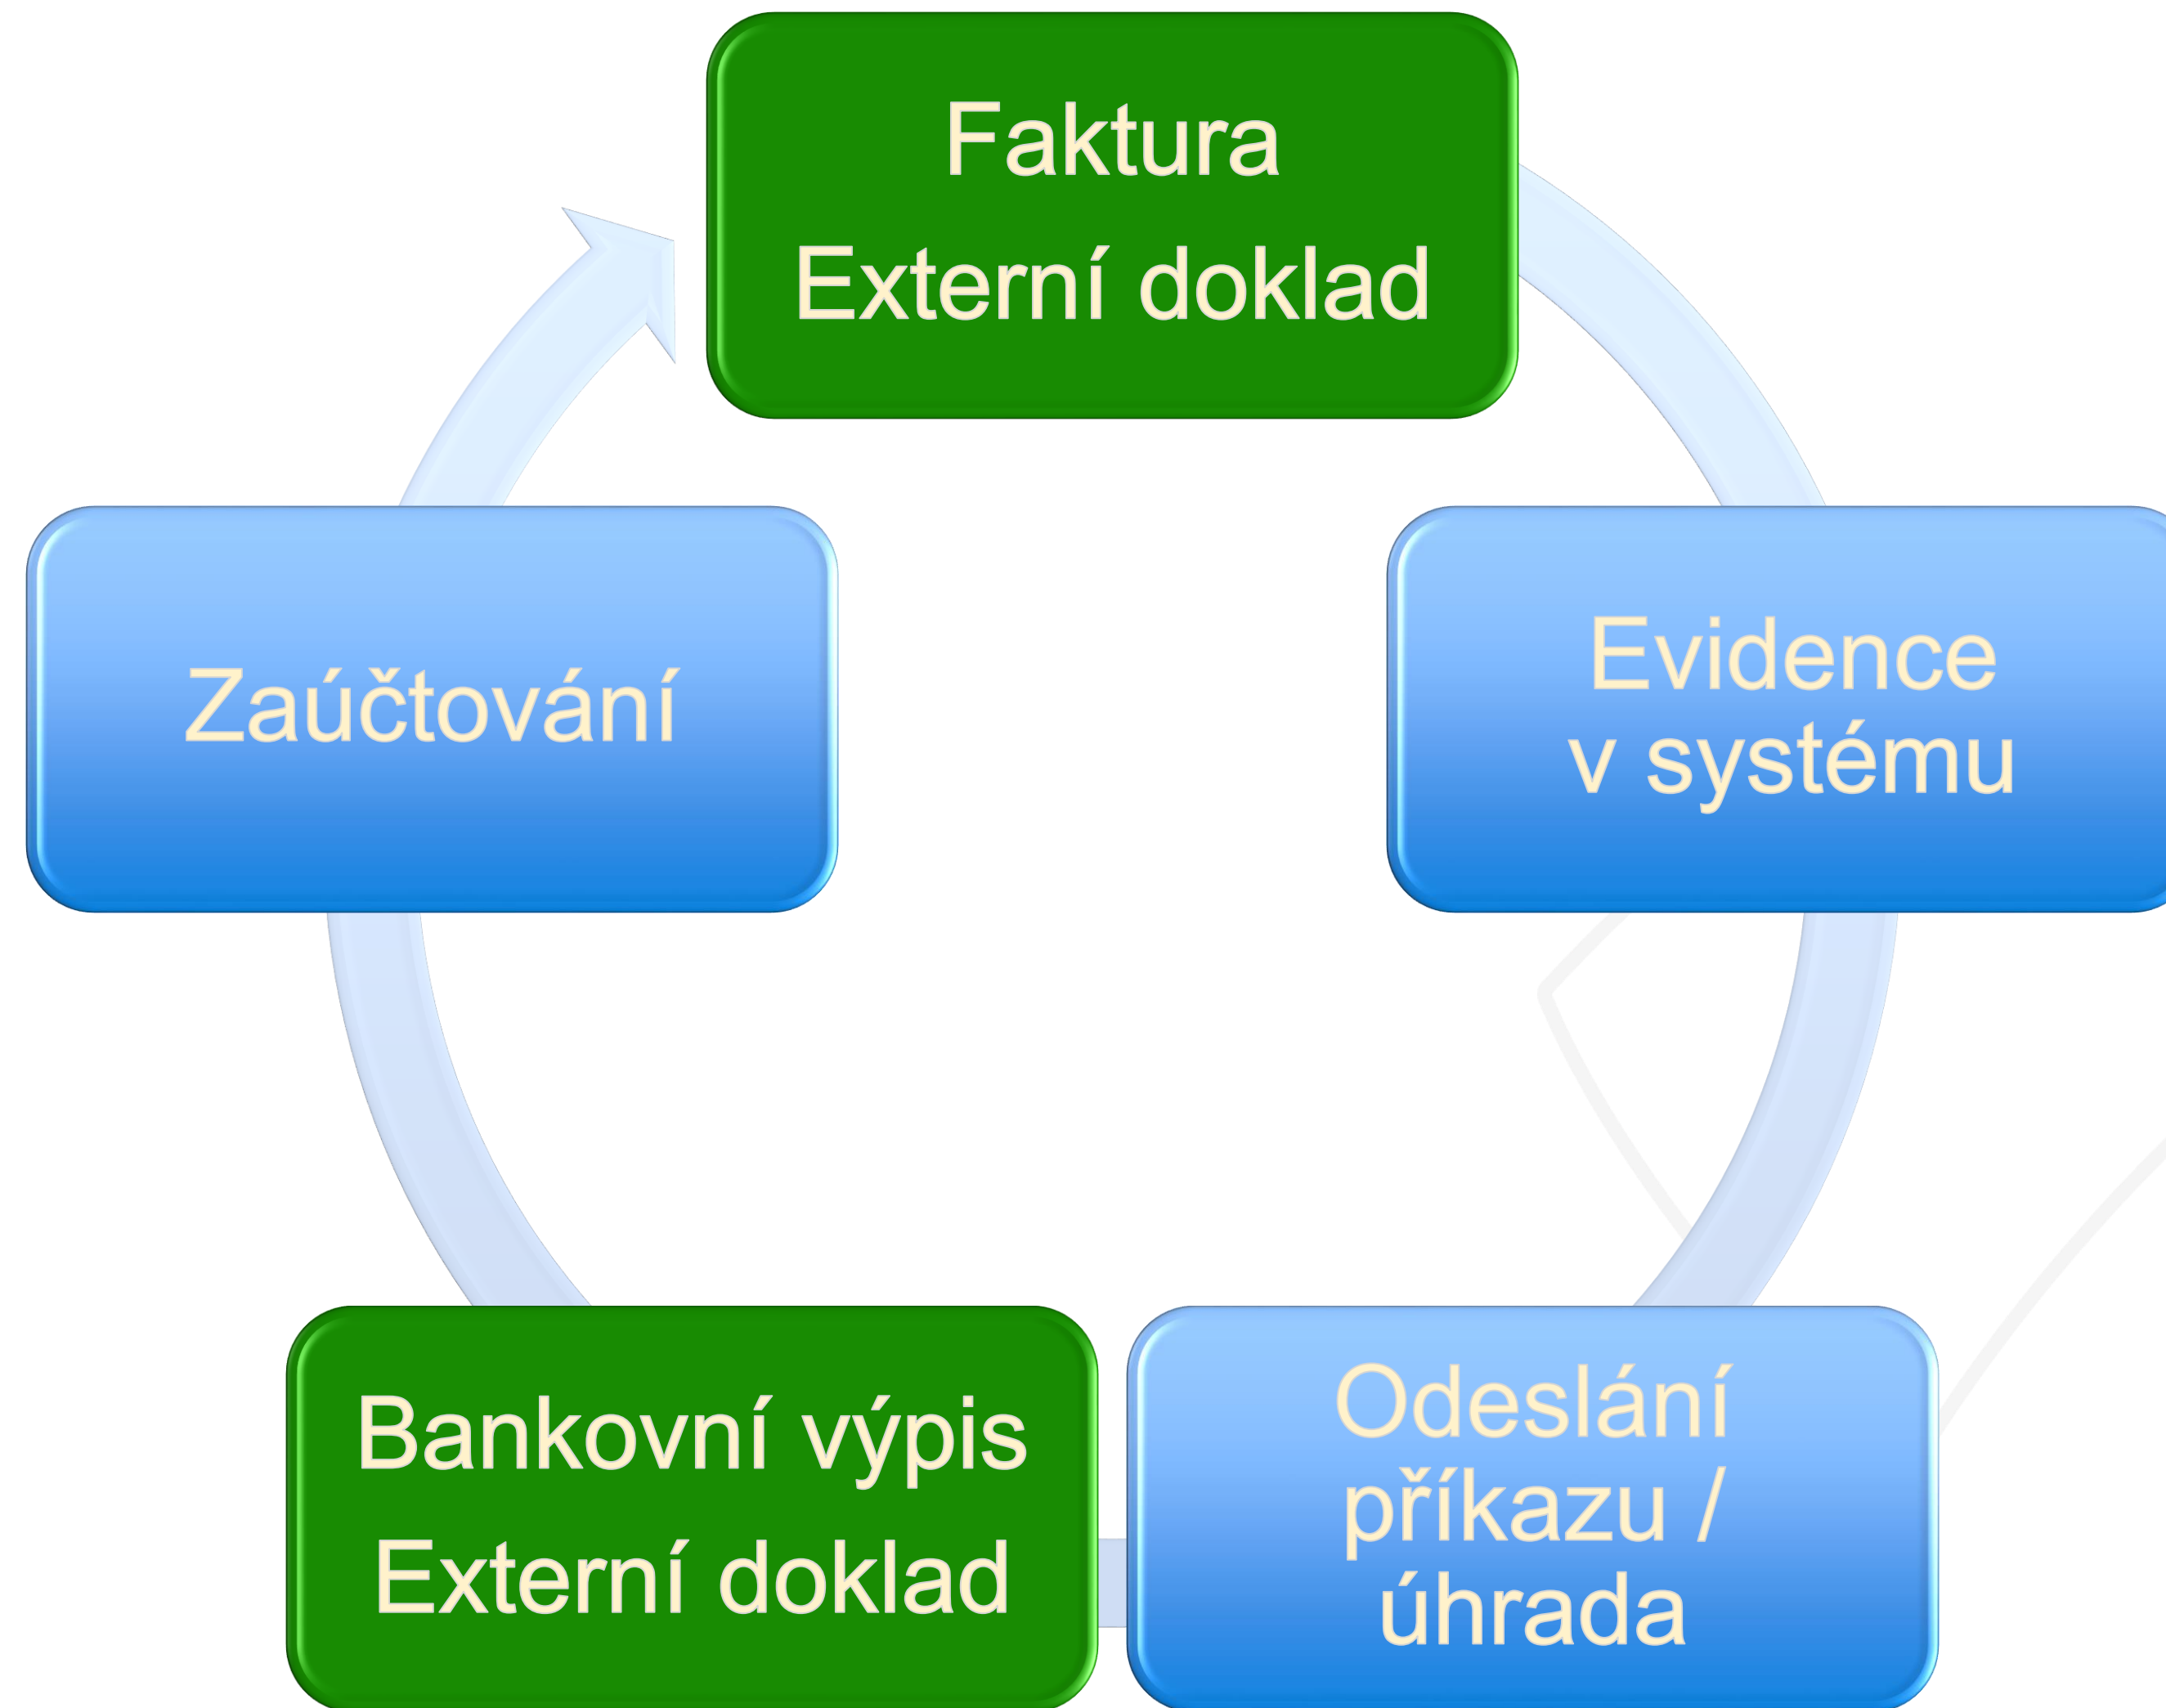 Faktura
Externí doklad
Evidence
v systému
Odeslání
příkazu /
úhrada
Bankovní výpis
Externí doklad
Zaúčtování